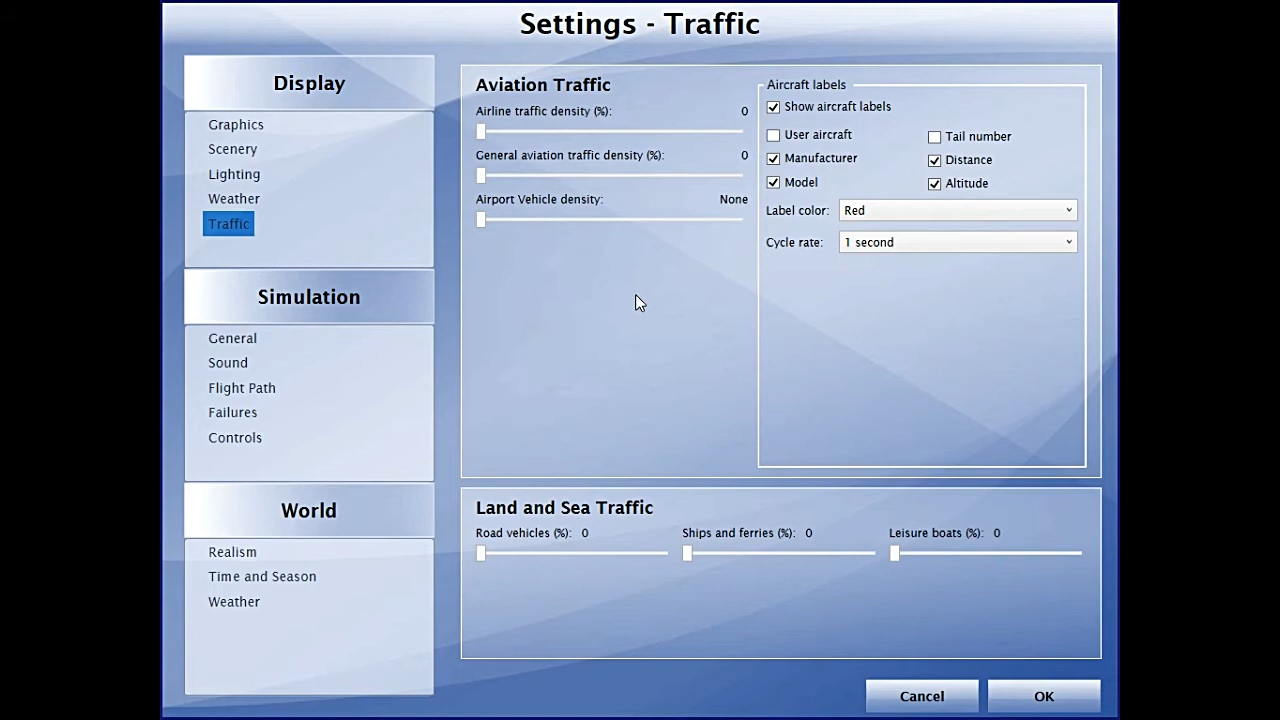 Settings - Traffic
Display
Graphics
Scenery
Lighting
Weather
Traffic
Simulation
General
Sound
Flight Path
Failures
Controls
World
Realism
Time and Season
Weather
Aviation Traffic
Airline traffic density (%): 0
General aviation traffic density (%): 0
Airport Vehicle density: None
Aircraft labels
Show aircraft labels
User aircraft Tail number
Manufacturer Distance
Model Altitude
Label color: Red
Cycle rate: 1 second
Land and Sea Traffic
Road vehicles (%): 0 Ships and ferries (%): 0 Leisure boats (%): 0
Cancel OK